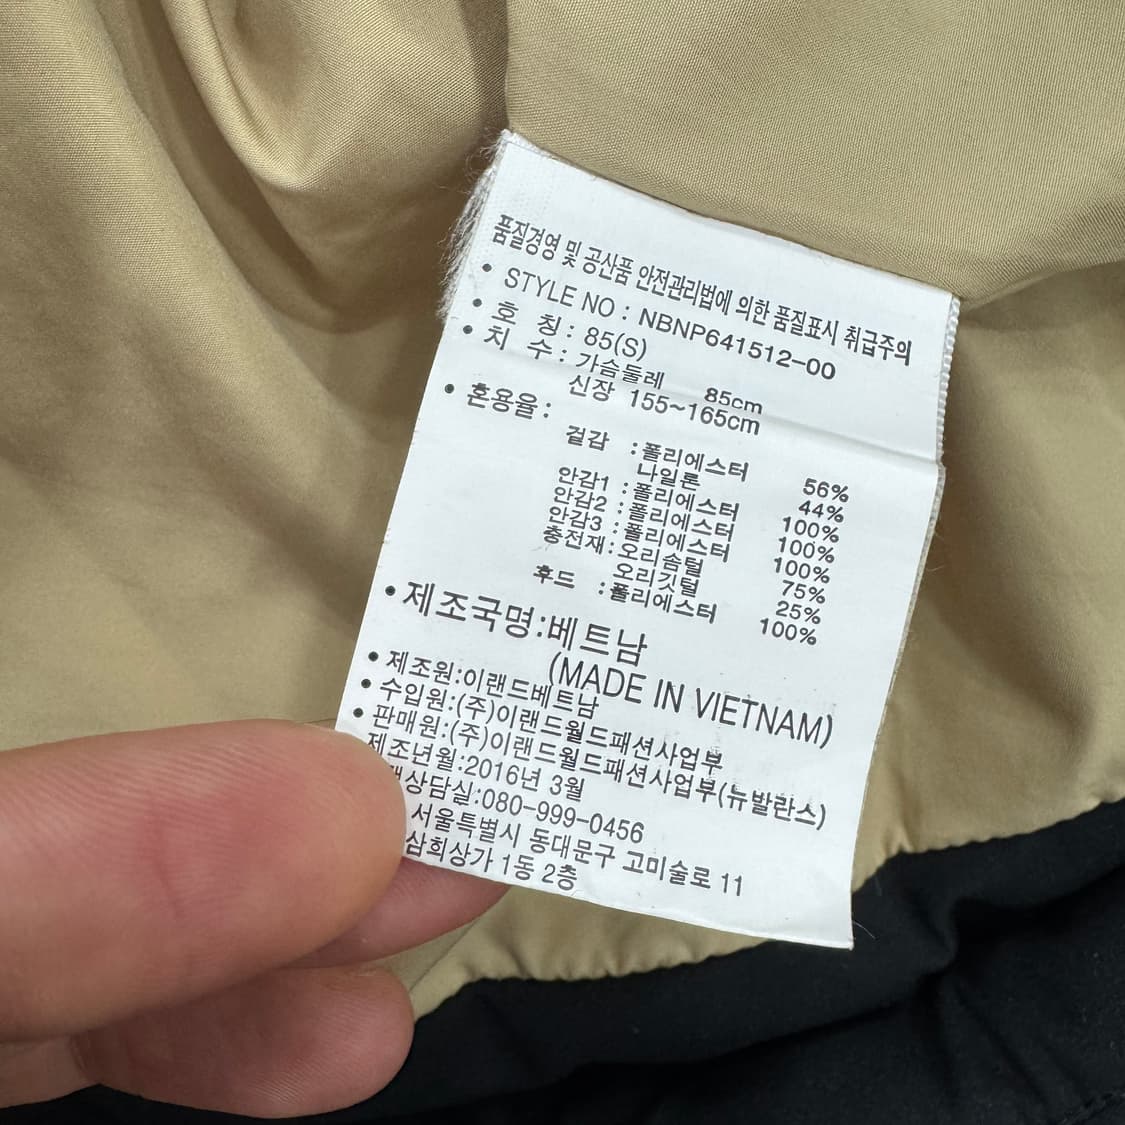 품질경영 및 공산품 안전관리법에 의한 품질표시 취급주의
• STYLE NO : NBNP641512-00
• 호 칭 : 85(S)
• 치 수 : 가슴둘레 85cm
신장 155~165cm
• 혼용율 :
겉감 : 폴리에스터 56%
나일론 44%
안감1 : 폴리에스터 100%
안감2 : 폴리에스터 100%
안감3 : 폴리에스터 100%
충전재 : 오리솜털 75%
오리깃털 25%
후드 : 폴리에스터 100%
• 제조국명 : 베트남
(MADE IN VIETNAM)
• 제조원:이랜드베트남
• 수입원:(주)이랜드월드패션사업부
• 판매원:(주)이랜드월드패션사업부(뉴발란스)
제조년월:2016년 3월
상담실:080-999-0456
서울특별시 동대문구 고미술로 11
삼희상가 1동 2층